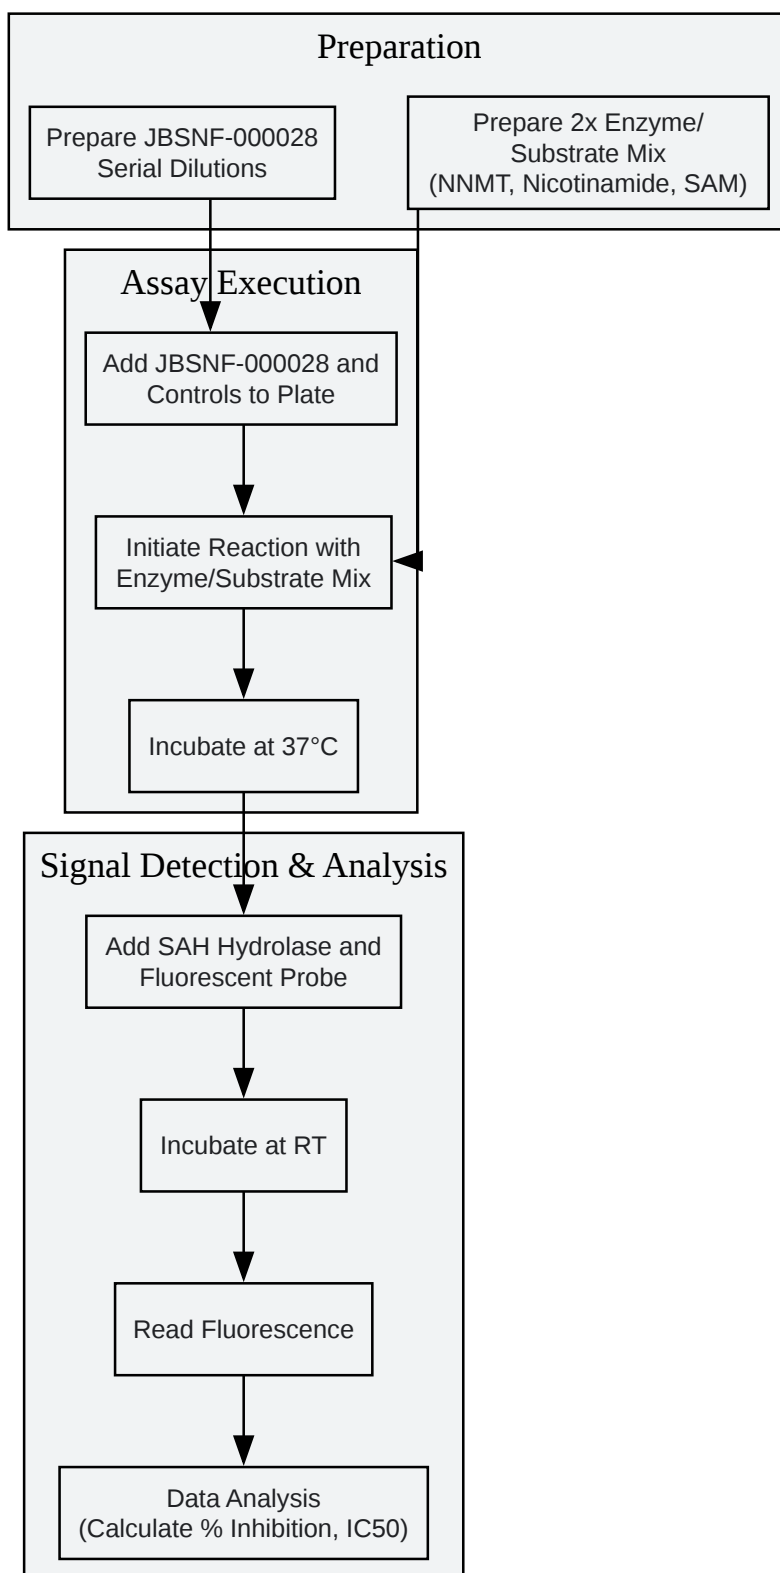 Preparation
Prepare JBSNF-000028
Serial Dilutions
Prepare 2x Enzyme/
Substrate Mix
(NNMT, Nicotinamide, SAM)
Assay Execution
Add JBSNF-000028 and
Controls to Plate
Initiate Reaction with
Enzyme/Substrate Mix
Incubate at 37°C
Signal Detection & Analysis
Add SAH Hydrolase and
Fluorescent Probe
Incubate at RT
Read Fluorescence
Data Analysis
(Calculate % Inhibition, IC50)